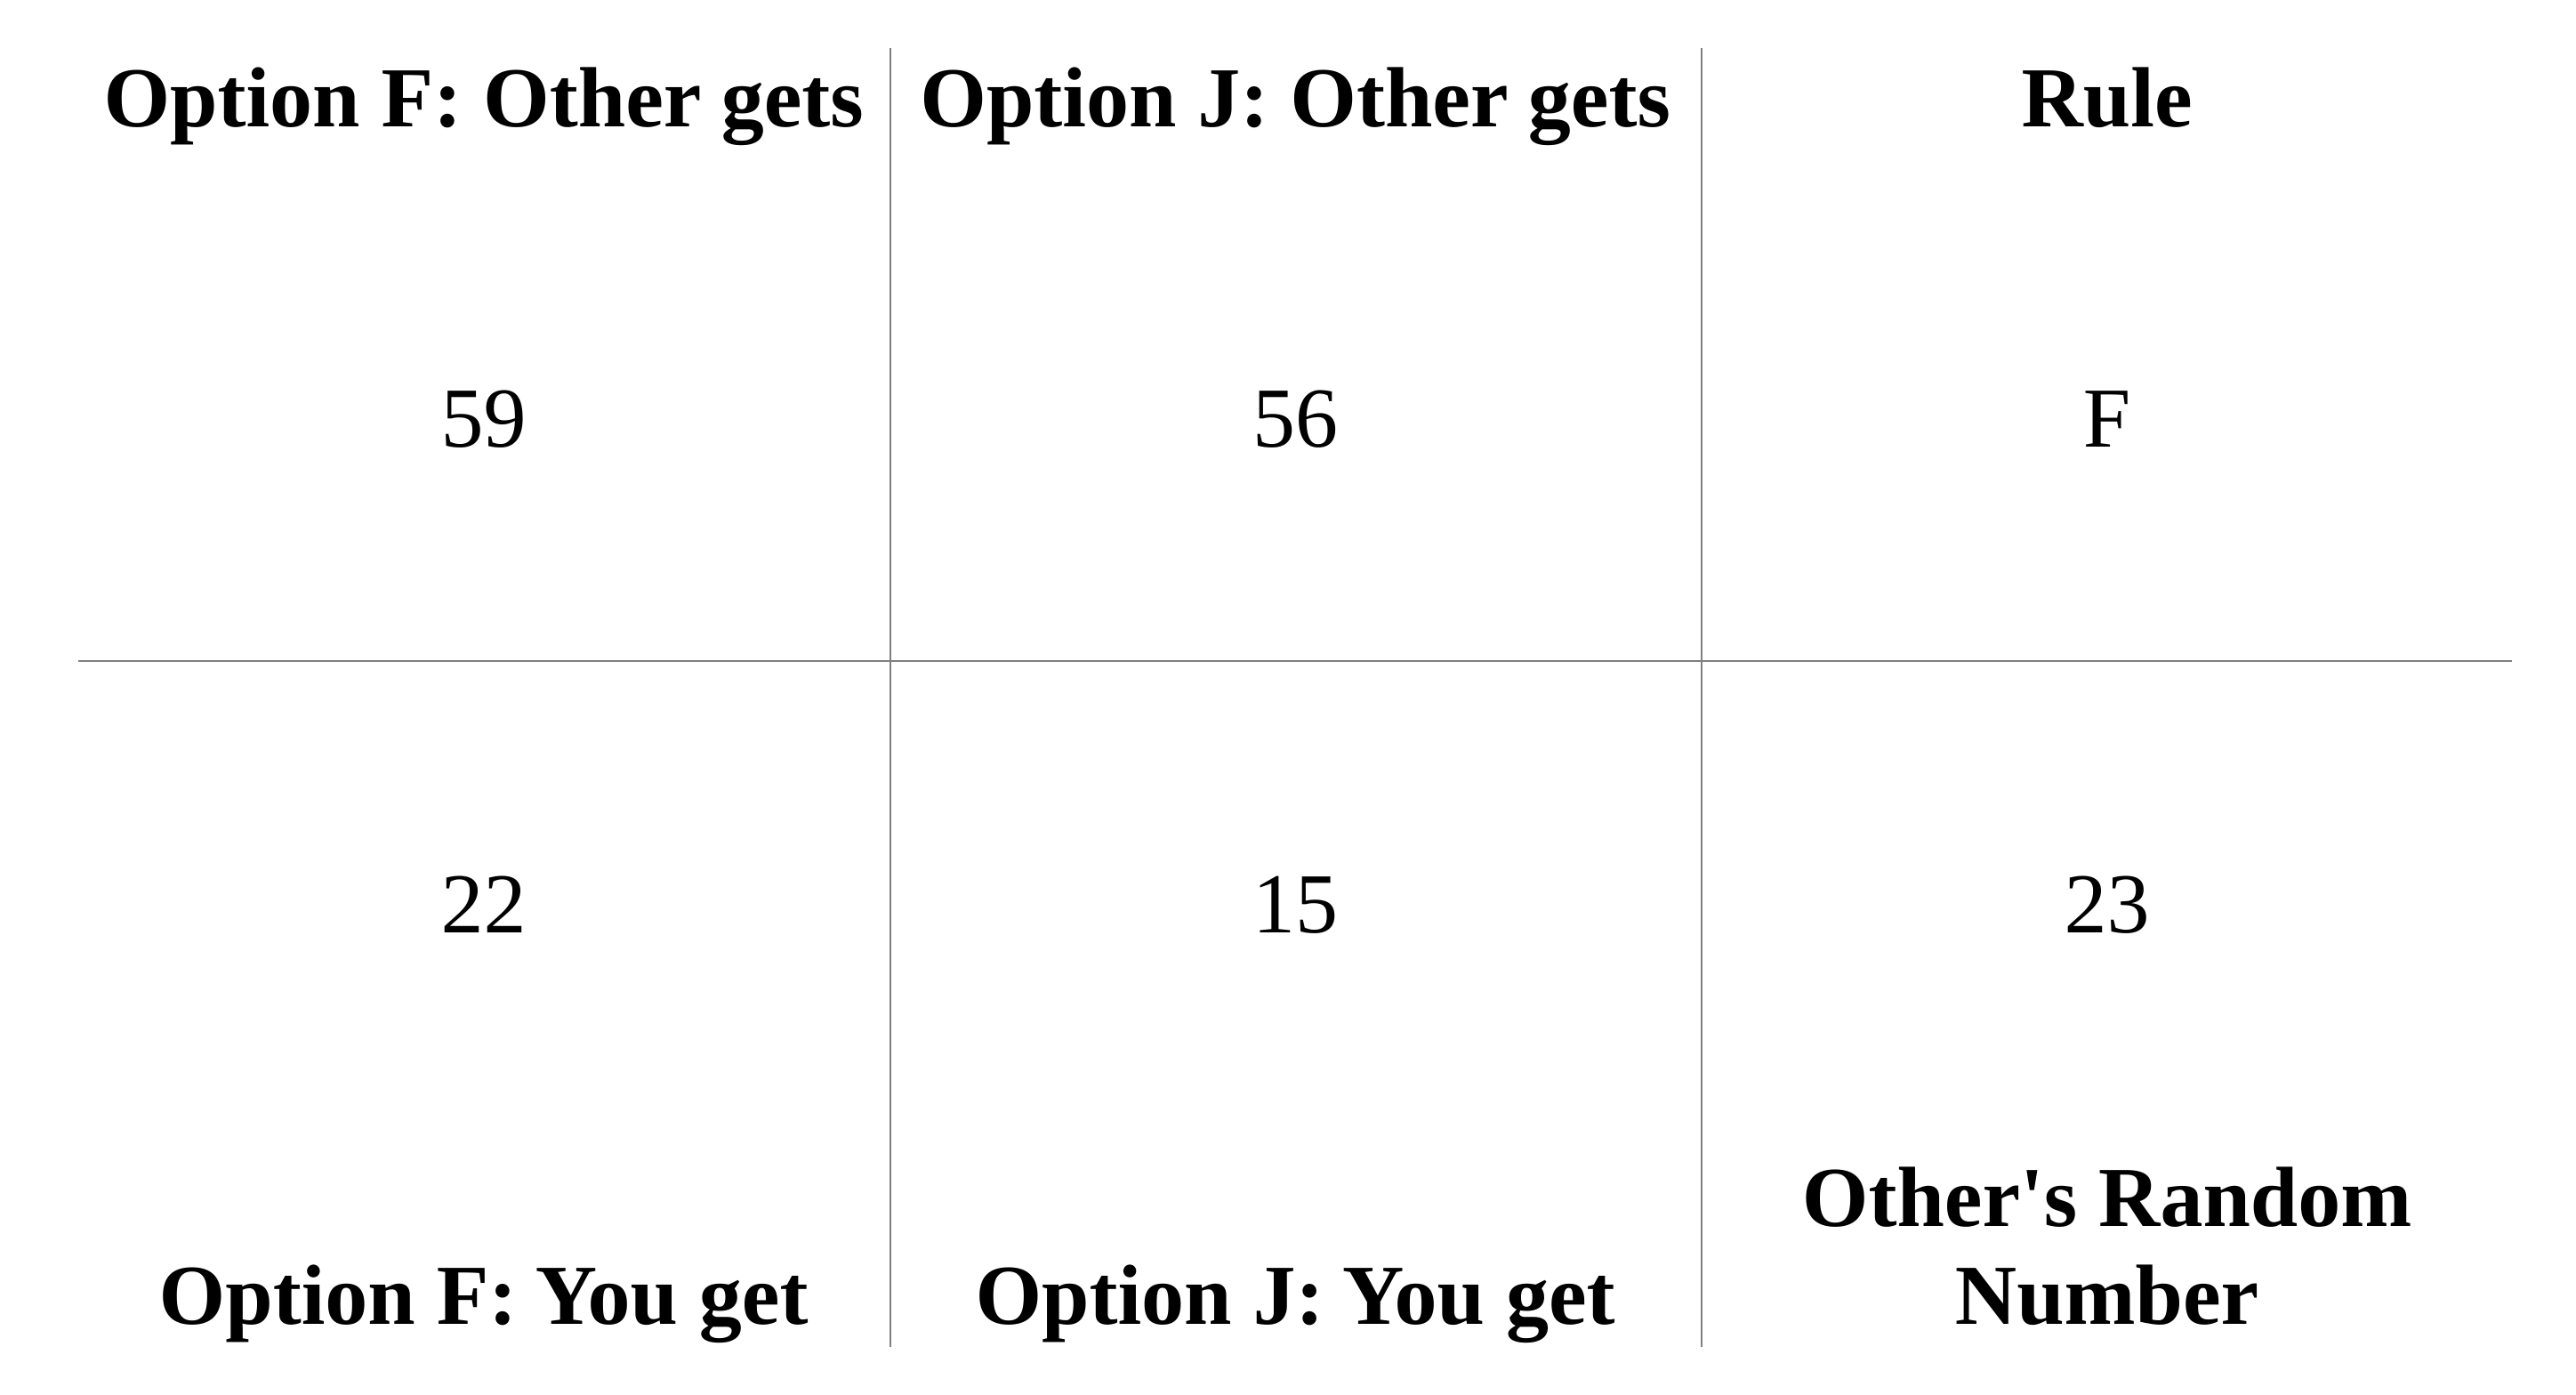 Option F: Other gets
Option J: Other gets
Rule
59
56
F
22
15
23
Option F: You get
Option J: You get
Other's Random
Number